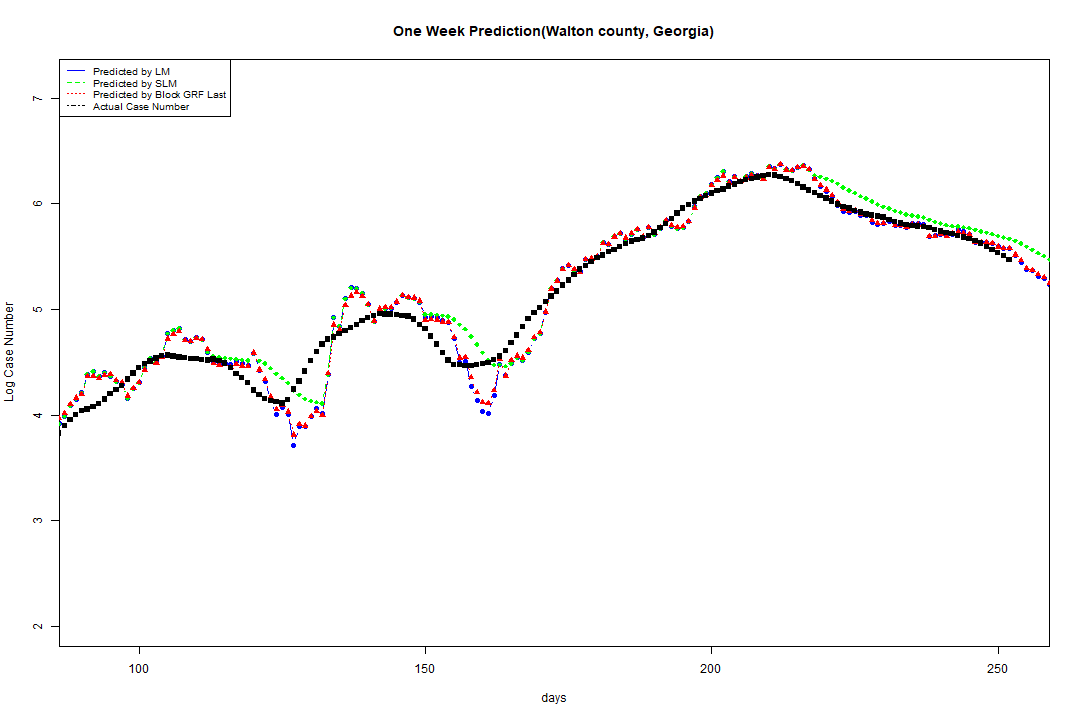 One Week Prediction(Walton county, Georgia)
Predicted by LM
Predicted by SLM
Predicted by Block GRF Last
Actual Case Number
Log Case Number
7
6
5
4
3
2
100 150 200 250
days